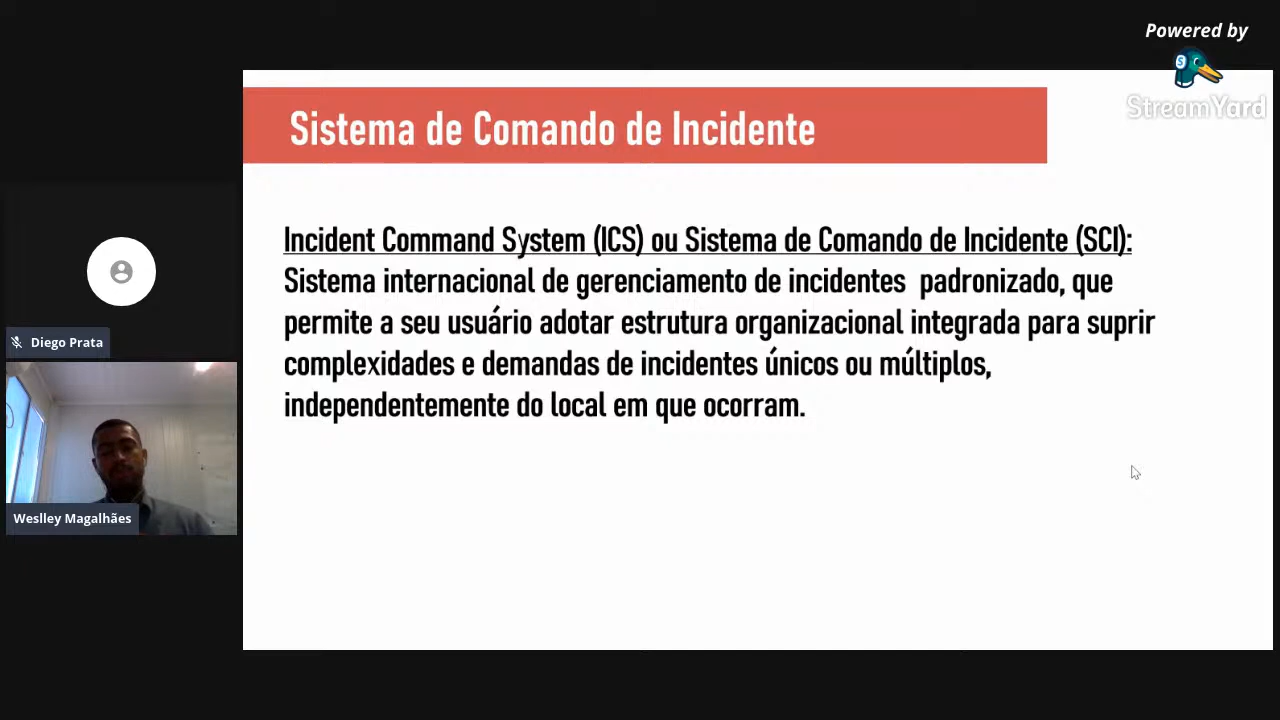 Powered by
StreamYard
Sistema de Comando de Incidente
Incident Command System (ICS) ou Sistema de Comando de Incidente (SCI):
Sistema internacional de gerenciamento de incidentes padronizado, que
permite a seu usuário adotar estrutura organizacional integrada para suprir
complexidades e demandas de incidentes únicos ou múltiplos,
independentemente do local em que ocorram.
Diego Prata
Weslley Magalhães